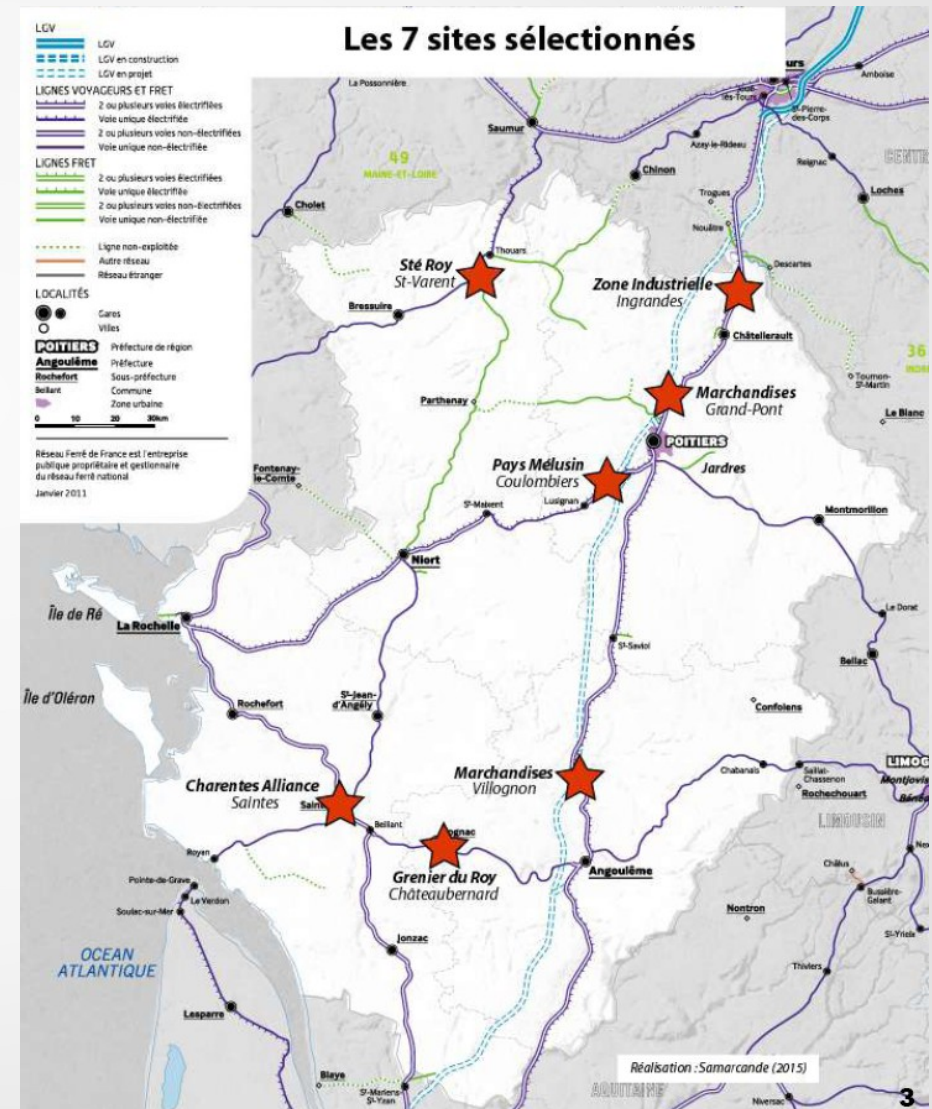 Les 7 sites sélectionnés
LGV
LGV
LGV en construction
LGV en projet
LIGNES VOYAGEURS ET FRET
2 ou plusieurs voies électrifiées
Voie unique électrifiée
2 ou plusieurs voies non-électrifiées
Voie unique non-électrifiée
LIGNES FRET
2 ou plusieurs voies électrifiées
Voie unique électrifiée
2 ou plusieurs voies non-électrifiées
Voie unique non-électrifiée
Ligne non-exploitée
Autre réseau
Réseau étranger
LOCALITÉS
Gares
Villes
POITIERS Préfecture de région
Angoulême Préfecture
Rochefort Sous-préfecture
Beillant Commune
Zone urbaine
0 10 20 30km
Réseau Ferré de France est l'entreprise
publique propriétaire et gestionnaire
du réseau ferré national
Janvier 2011
La Possonnière
Saumur
49
MAINE-ET-LOIRE
Cholet
Chinon
Azay-le-Rideau
Amboise
St-Pierre-
des-Corps
Reignac
Loches
Trogues
Nouâtre
Descartes
Thouars
Sté Roy
St-Varent
Zone Industrielle
Ingrandes
Bressuire
Châtellerault
36
Tournon-
St-Martin
Le Blanc
Parthenay
Marchandises
Grand-Pont
POITIERS
Jardres
Pays Mélusin
Coulombiers
Lusignan
Fontenay-
le-Comte
St-Maixent
Montmorillon
Niort
Île de Ré
La Rochelle
Le Dorat
St-Saviol
Bellac
Île d'Oléron
Rochefort
St-Jean-
d'Angély
Confolens
Charentes Alliance
Saintes
Marchandises
Villognon
Chabanais
Saillat-
Chassenon
Rochechouart
LIMOUSIN
Beillant
Royan
Grenier du Roy
Châteaubernard
Angoulême
Pointe-de-Grave
Le Verdon
Soulac-sur-Mer
Châlus
Bussière-
Galant
Nontron
Jonzac
OCEAN
ATLANTIQUE
Thiviers
Lesparre
Blaye
St-Mariens-
St-Yzan
Réalisation : Samarcande (2015)
AQUITAINE
Niversac
3